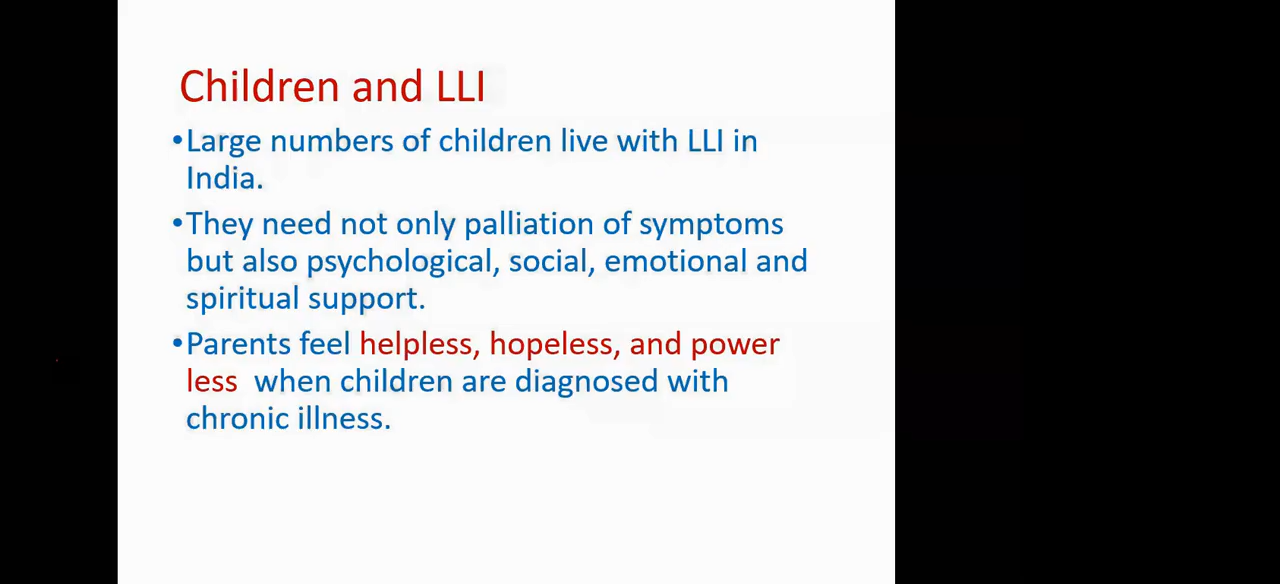 Children and LLI
•Large numbers of children live with LLI in
India.
•They need not only palliation of symptoms
but also psychological, social, emotional and
spiritual support.
•Parents feel helpless, hopeless, and power
less  when children are diagnosed with
chronic illness.